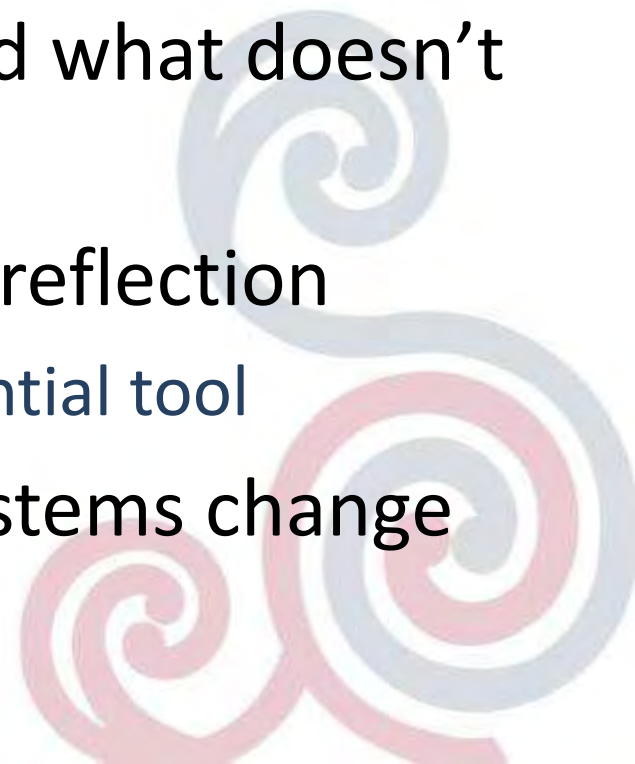 d what doesn’t
reflection
ntial tool
stems change